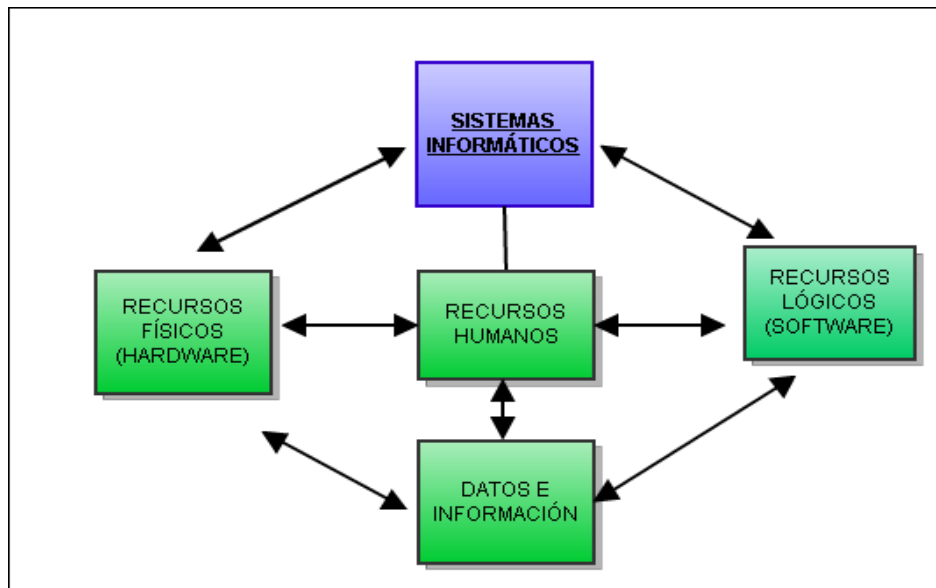 SISTEMAS
INFORMÁTICOS
RECURSOS
FÍSICOS
(HARDWARE)
RECURSOS
HUMANOS
RECURSOS
LÓGICOS
(SOFTWARE)
DATOS E
INFORMACIÓN